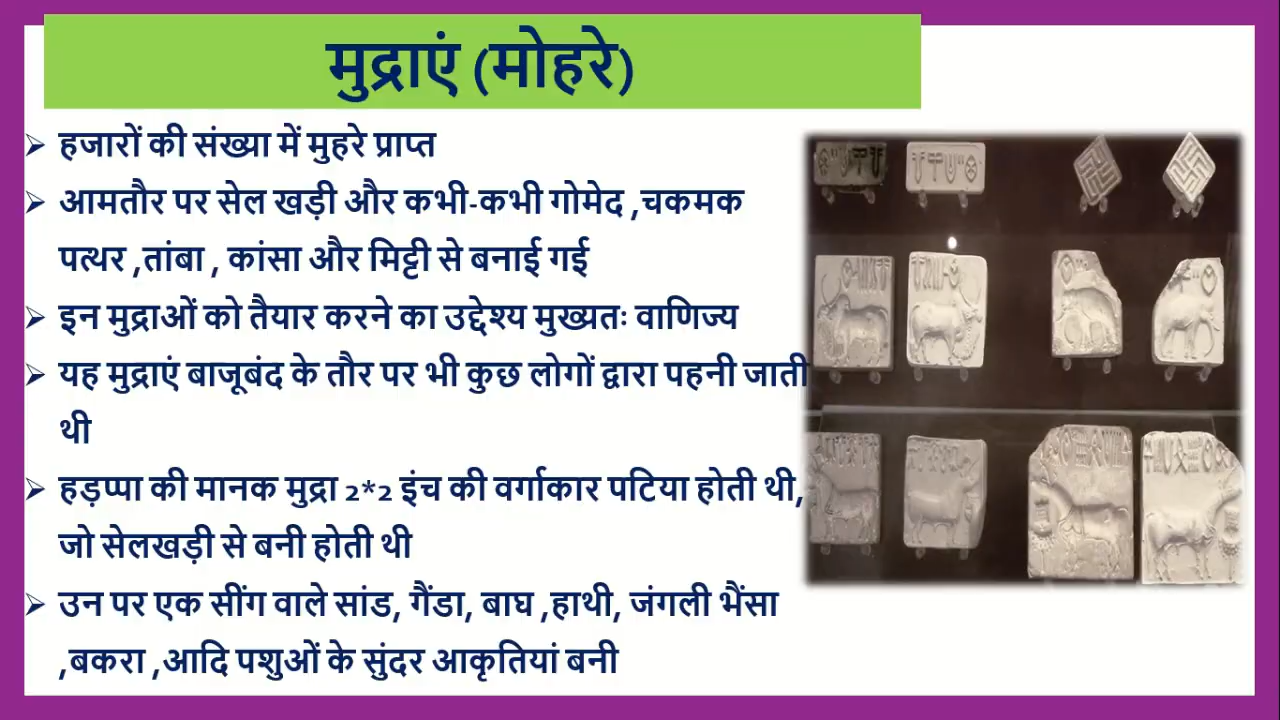 मुद्राएं (मोहरे)
➢ हजारों की संख्या में मुहरे प्राप्त
➢ आमतौर पर सेल खड़ी और कभी-कभी गोमेद ,चकमक
पत्थर ,तांबा , कांसा और मिट्टी से बनाई गई
➢ इन मुद्राओं को तैयार करने का उद्देश्य मुख्यतः वाणिज्य
➢ यह मुद्राएं बाजूबंद के तौर पर भी कुछ लोगों द्वारा पहनी जाती
थी
➢ हड़प्पा की मानक मुद्रा 2*2 इंच की वर्गाकार पटिया होती थी,
जो सेलखड़ी से बनी होती थी
➢ उन पर एक सींग वाले सांड, गैंडा, बाघ ,हाथी, जंगली भैंसा
,बकरा ,आदि पशुओं के सुंदर आकृतियां बनी